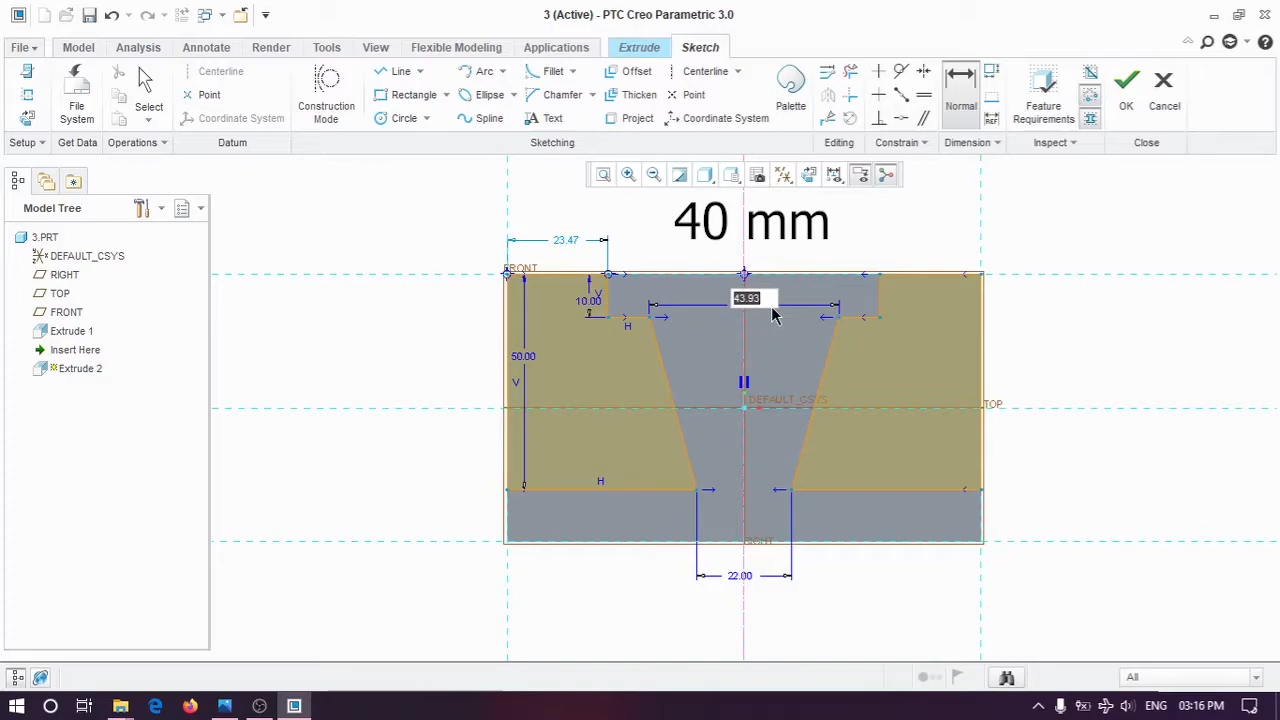 3 (Active) - PTC Creo Parametric 3.0
File Model Analysis Annotate Render Tools View Flexible Modeling Applications Extrude Sketch
Centerline Line Arc Fillet Offset Centerline
Point Rectangle Ellipse Chamfer Thicken Point
Coordinate System Circle Spline Text Project Coordinate System
File System Select Construction Mode Palette Normal Feature Requirements OK Cancel
Setup Get Data Operations Datum Sketching Editing Constrain Dimension Inspect Close
Model Tree
3.PRT
DEFAULT_CSYS
RIGHT
TOP
FRONT
Extrude 1
Insert Here
Extrude 2
40 mm
23.47
FRONT
10.00
V
43.93
H
50.00
V
DEFAULT_CSYS
TOP
H
RIGHT
22.00
All
ENG 03:16 PM